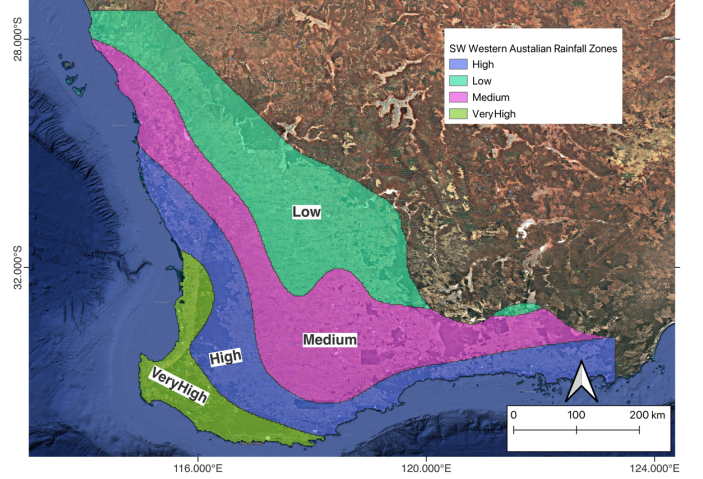 28.000°S
SW Western Austalian Rainfall Zones
High
Low
Medium
VeryHigh
Low
32.000°S
Medium
High
VeryHigh
0 100 200 km
116.000°E 120.000°E 124.000°E